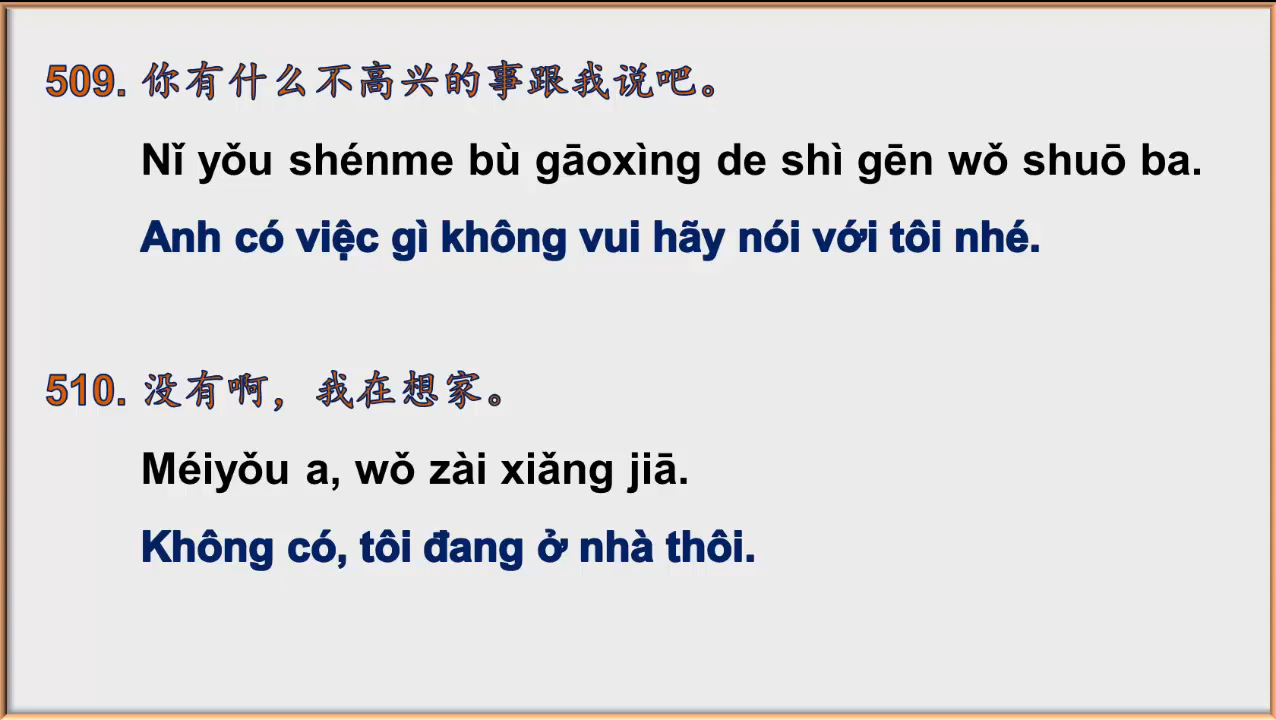 509. 你有什么不高兴的事跟我说吧。
Nǐ yǒu shénme bù gāoxìng de shì gēn wǒ shuō ba.
Anh có việc gì không vui hãy nói với tôi nhé.
510. 没有啊，我在想家。
Méiyǒu a, wǒ zài xiǎng jiā.
Không có, tôi đang ở nhà thôi.